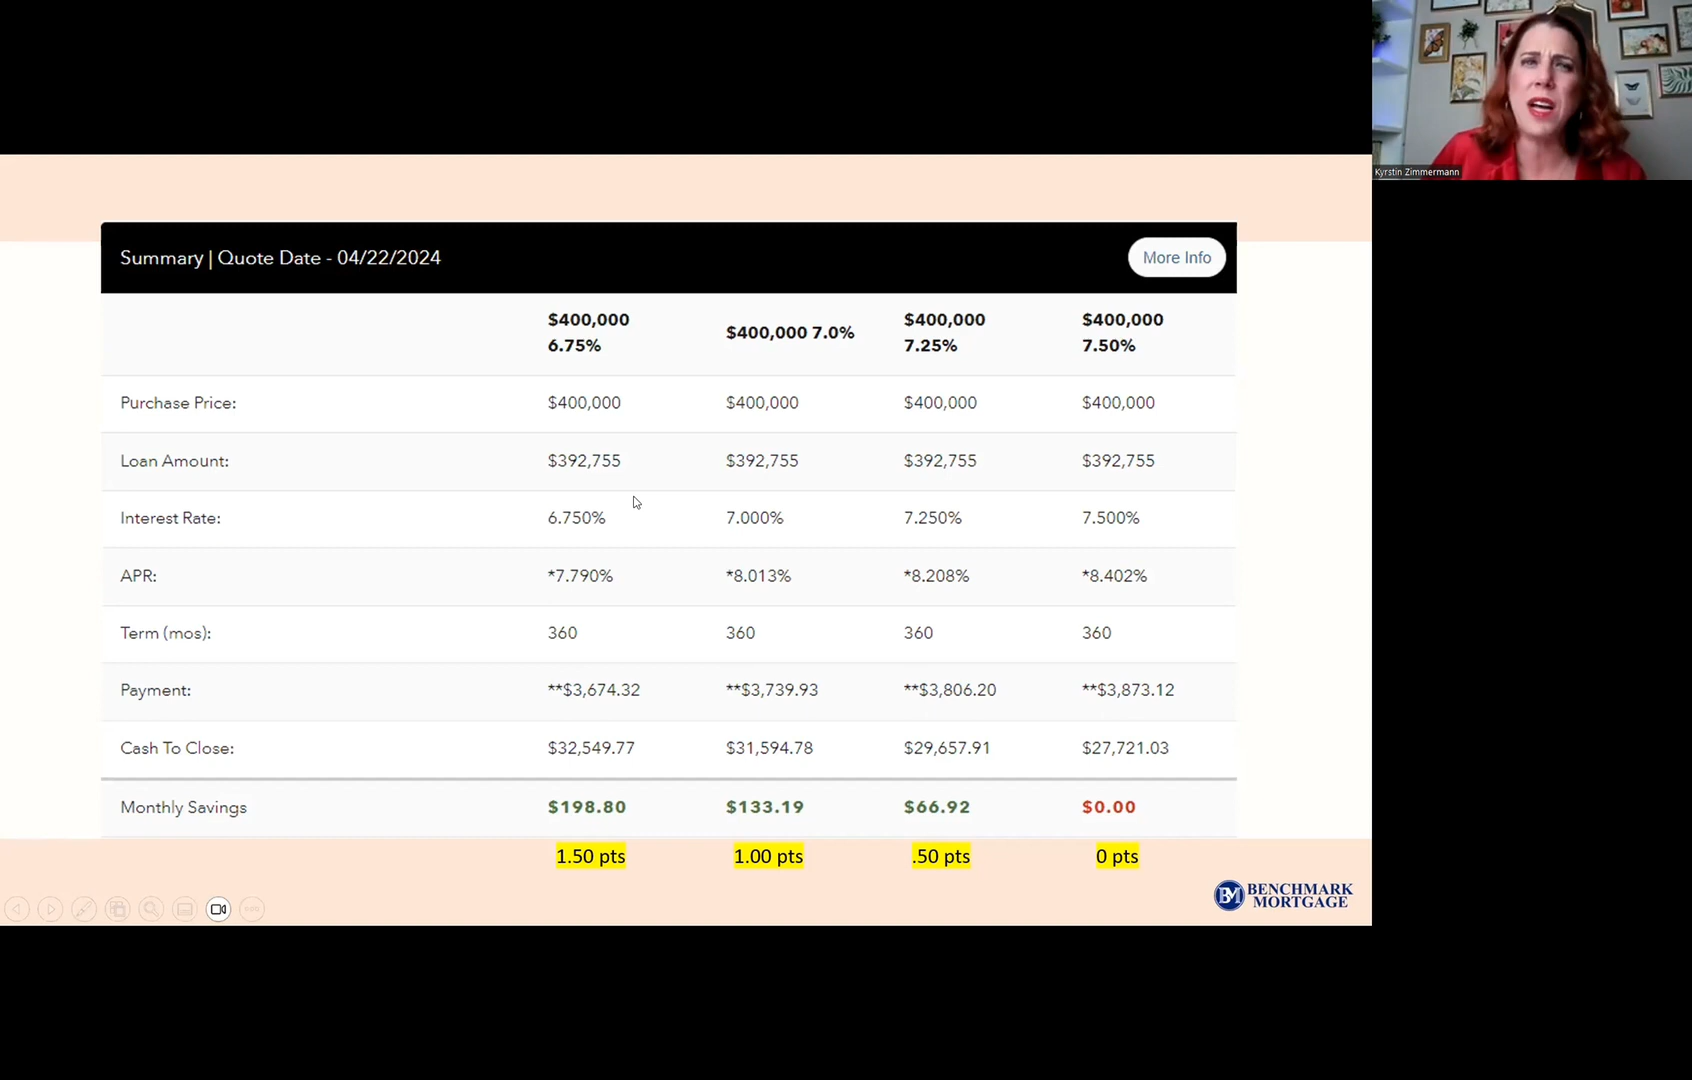 Kyrstin Zimmermann
Summary | Quote Date - 04/22/2024
More Info
$400,000 6.75%
$400,000 7.0%
$400,000 7.25%
$400,000 7.50%
Purchase Price: $400,000 $400,000 $400,000 $400,000
Loan Amount: $392,755 $392,755 $392,755 $392,755
Interest Rate: 6.750% 7.000% 7.250% 7.500%
APR: *7.790% *8.013% *8.208% *8.402%
Term (mos): 360 360 360 360
Payment: **$3,674.32 **$3,739.93 **$3,806.20 **$3,873.12
Cash To Close: $32,549.77 $31,594.78 $29,657.91 $27,721.03
Monthly Savings $198.80 $133.19 $66.92 $0.00
1.50 pts 1.00 pts .50 pts 0 pts
BM BENCHMARK
MORTGAGE